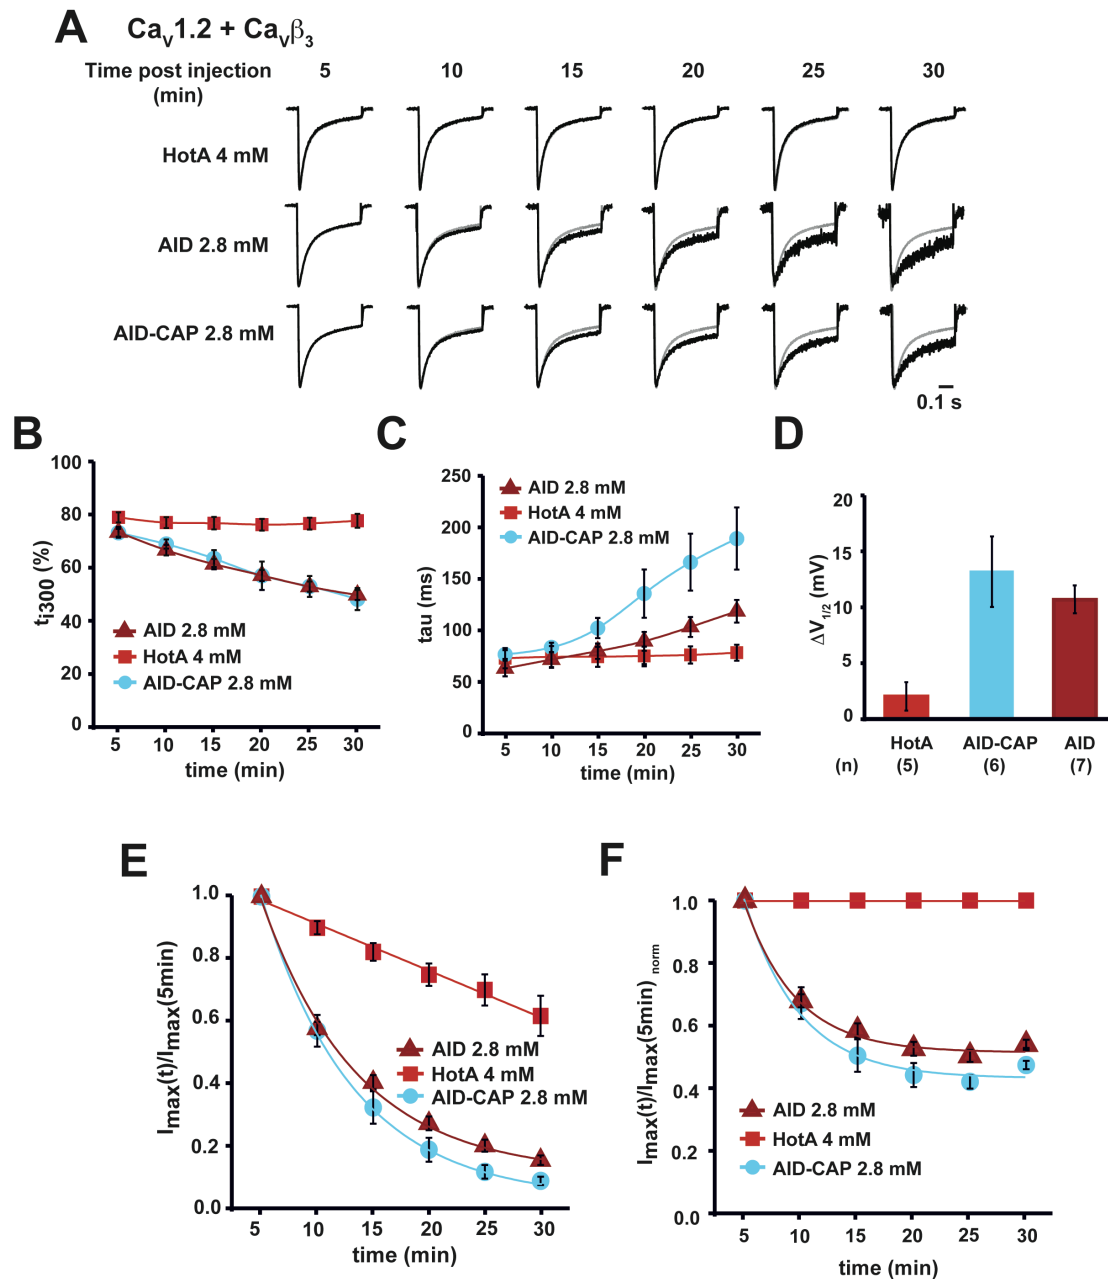 A CaV1.2 + CaVβ3
Time post injection 5 10 15 20 25 30
(min)
HotA 4 mM
AID 2.8 mM
AID-CAP 2.8 mM
0.1 s
B
ti300 (%)
100
80
60
40
20
0
AID 2.8 mM
HotA 4 mM
AID-CAP 2.8 mM
5 10 15 20 25 30
time (min)
C
tau (ms)
250
200
150
100
50
0
AID 2.8 mM
HotA 4 mM
AID-CAP 2.8 mM
5 10 15 20 25 30
time (min)
D
ΔV1/2 (mV)
20
15
10
5
0
HotA AID-CAP AID
(n) (5) (6) (7)
E
Imax(t)/Imax(5min)
1.0
0.8
0.6
0.4
0.2
0.0
AID 2.8 mM
HotA 4 mM
AID-CAP 2.8 mM
5 10 15 20 25 30
time (min)
F
Imax(t)/Imax(5min) norm
1.0
0.8
0.6
0.4
0.2
0.0
AID 2.8 mM
HotA 4 mM
AID-CAP 2.8 mM
5 10 15 20 25 30
time (min)